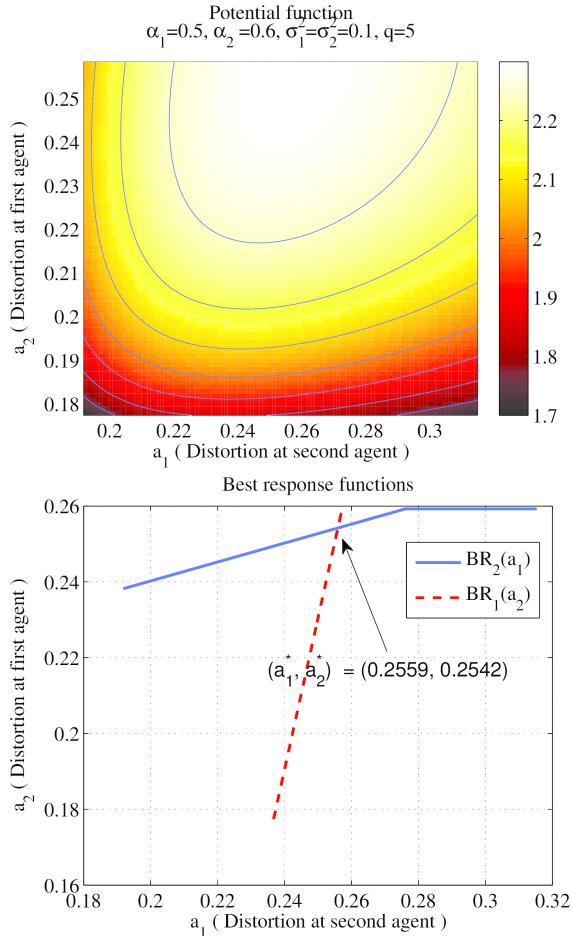 Potential function
α1=0.5, α2=0.6, σ1²=σ2²=0.1, q=5
a2 ( Distortion at first agent )
0.25
0.24
0.23
0.22
0.21
0.2
0.19
0.18
0.2 0.22 0.24 0.26 0.28 0.3
a1 ( Distortion at second agent )
2.2
2.1
2
1.9
1.8
1.7
Best response functions
a2 ( Distortion at first agent )
0.26
0.24
0.22
0.2
0.18
0.16
BR2(a1)
BR1(a2)
(a1*, a2*) = (0.2559, 0.2542)
0.18 0.2 0.22 0.24 0.26 0.28 0.3 0.32
a1 ( Distortion at second agent )